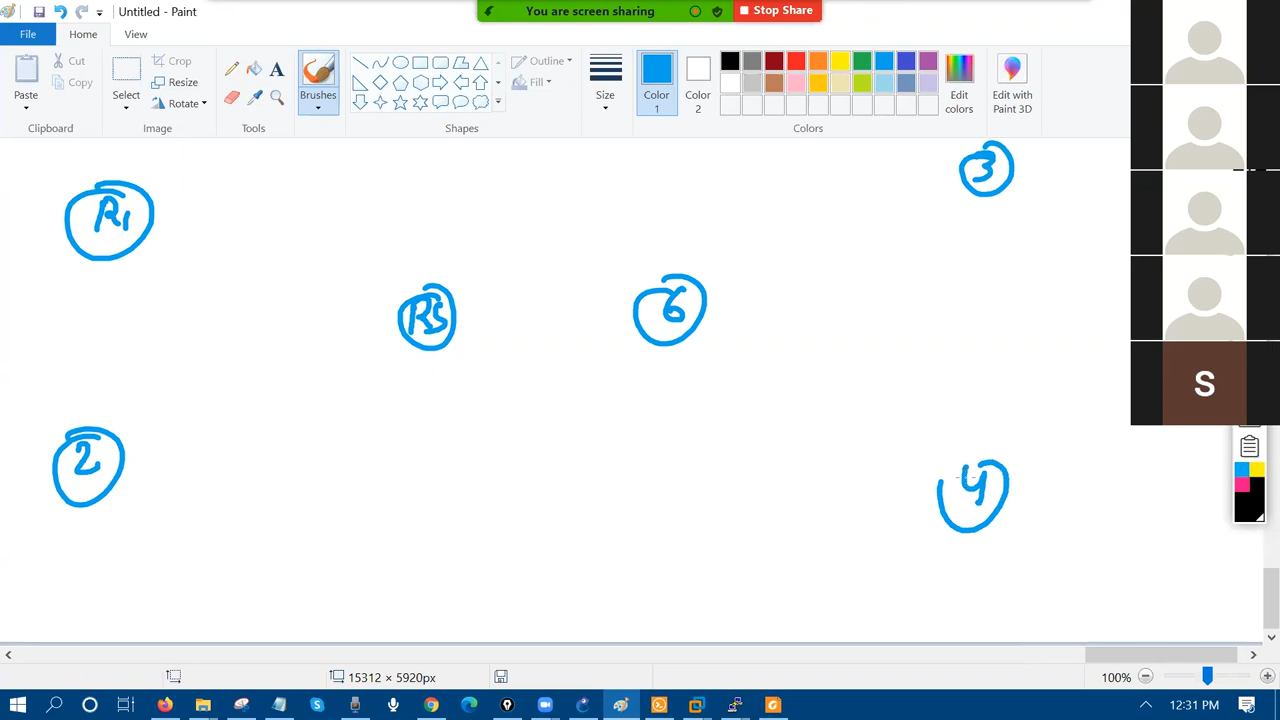 Untitled - Paint
You are screen sharing
Stop Share
File
Home
View
Paste
Cut
Copy
Clipboard
Select
Crop
Resize
Rotate
Image
Tools
Brushes
Outline
Fill
Shapes
Size
Color
1
Color
2
Edit
colors
Colors
Edit with
Paint 3D
R1
3
R5
6
2
4
S
15312 × 5920px
100%
12:31 PM